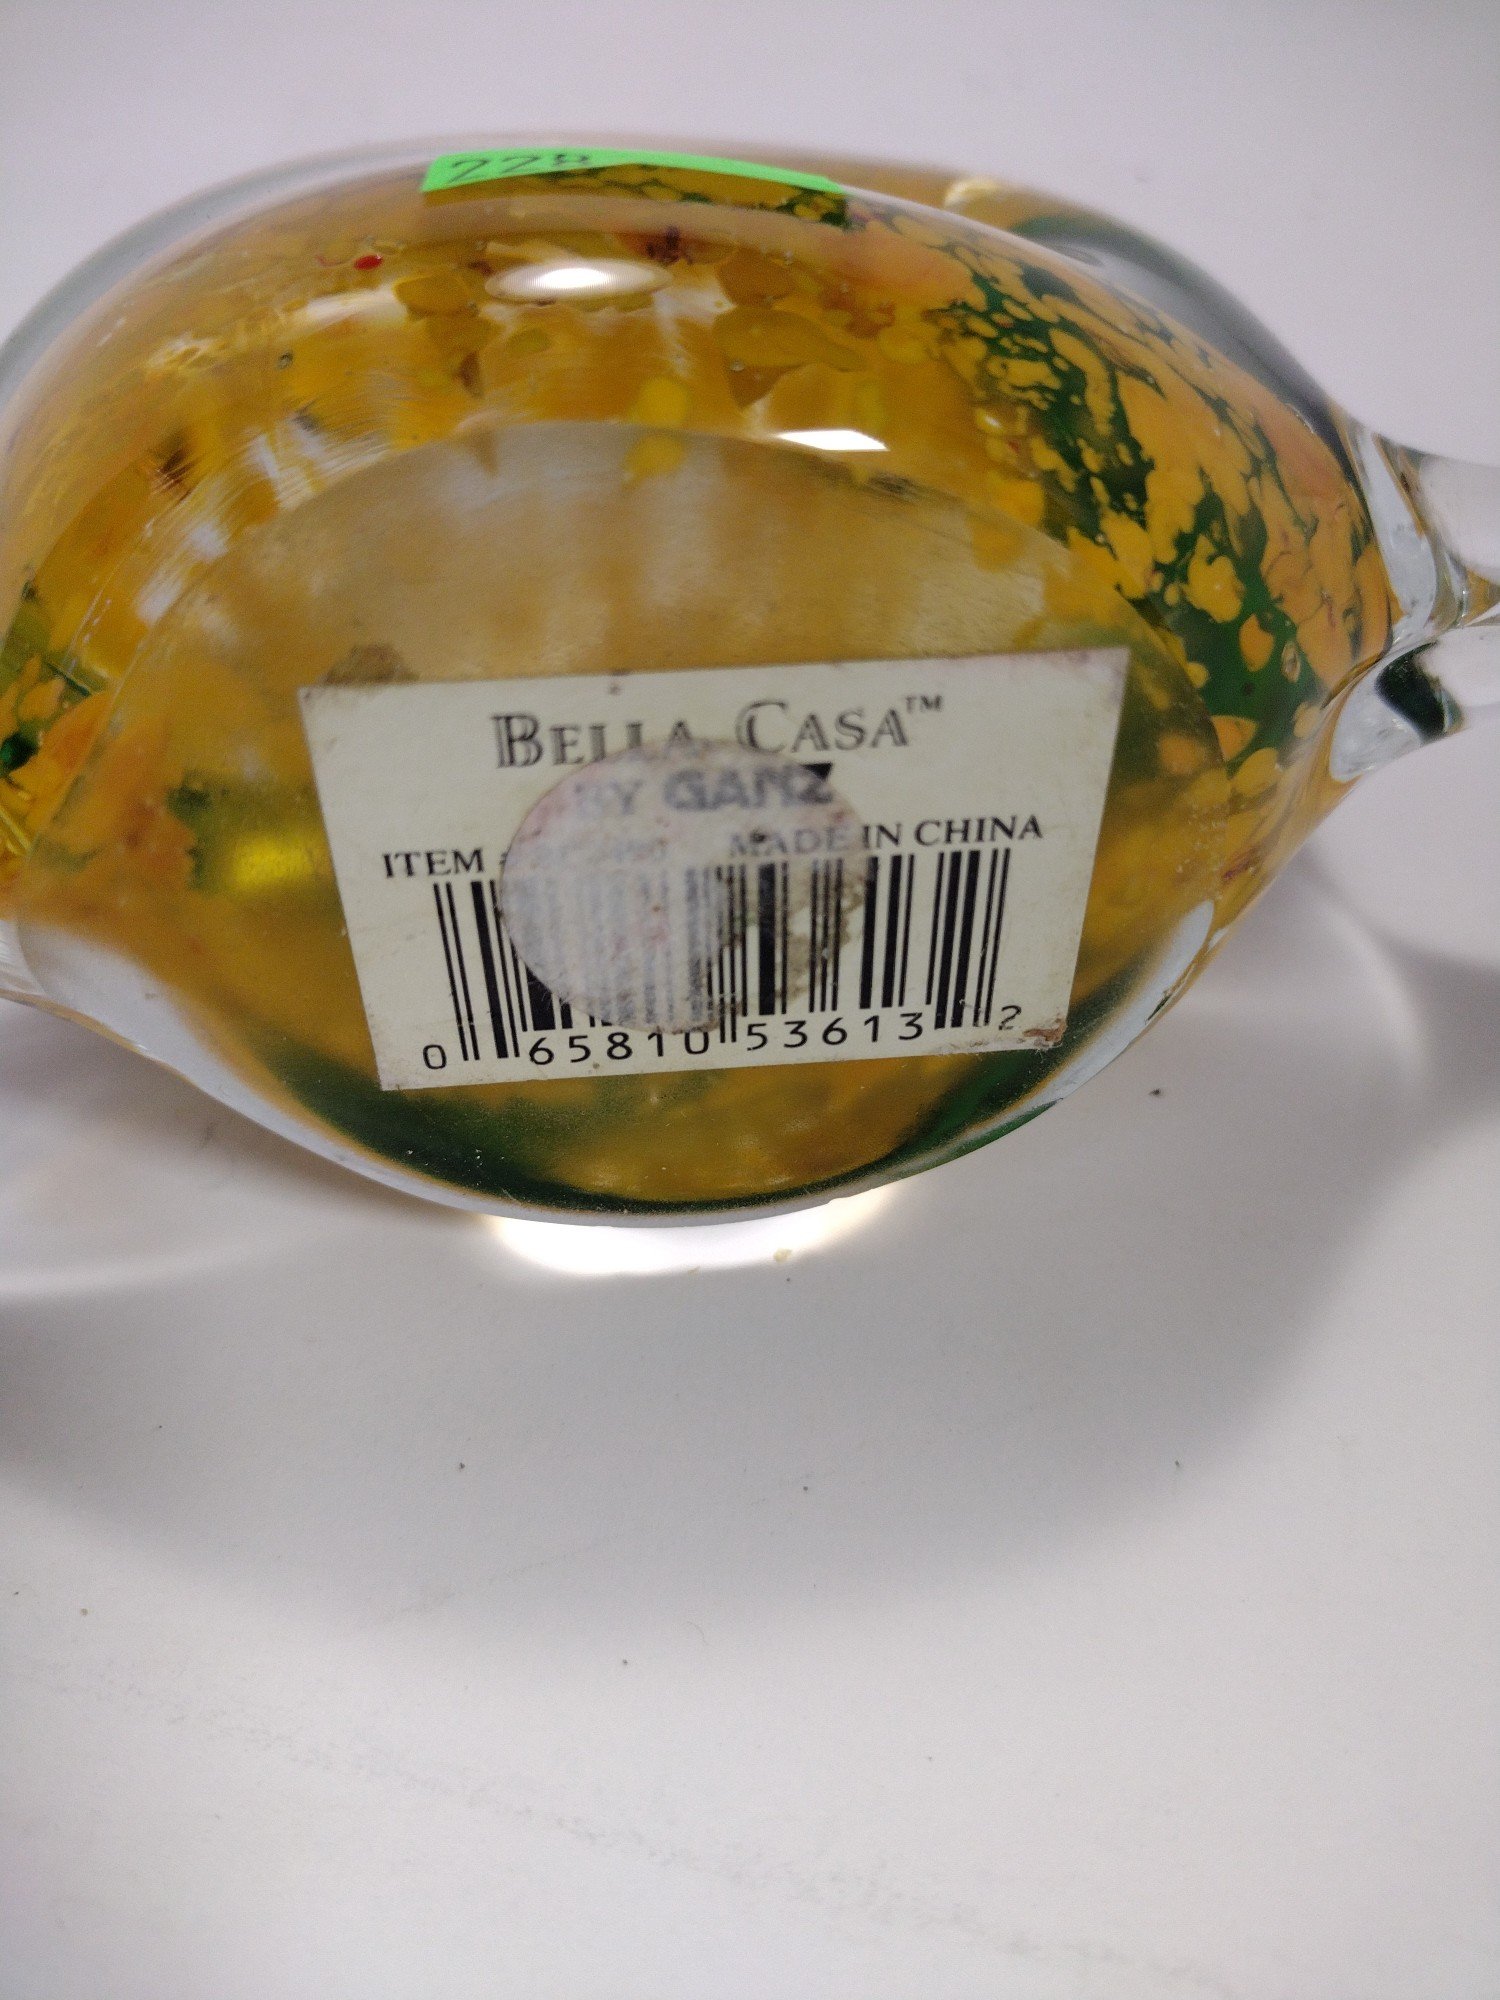 BELLA CASA™
BY GANZ
ITEM MADE IN CHINA
0 65810 53613 2